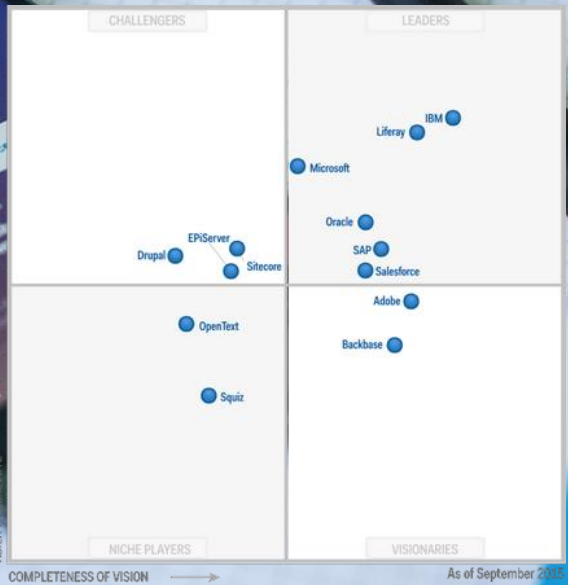 CHALLENGERS
LEADERS
IBM
Liferay
Microsoft
Oracle
EPiServer
Drupal
Sitecore
SAP
Salesforce
Adobe
OpenText
Backbase
Squiz
NICHE PLAYERS
VISIONARIES
COMPLETENESS OF VISION
As of September 2015